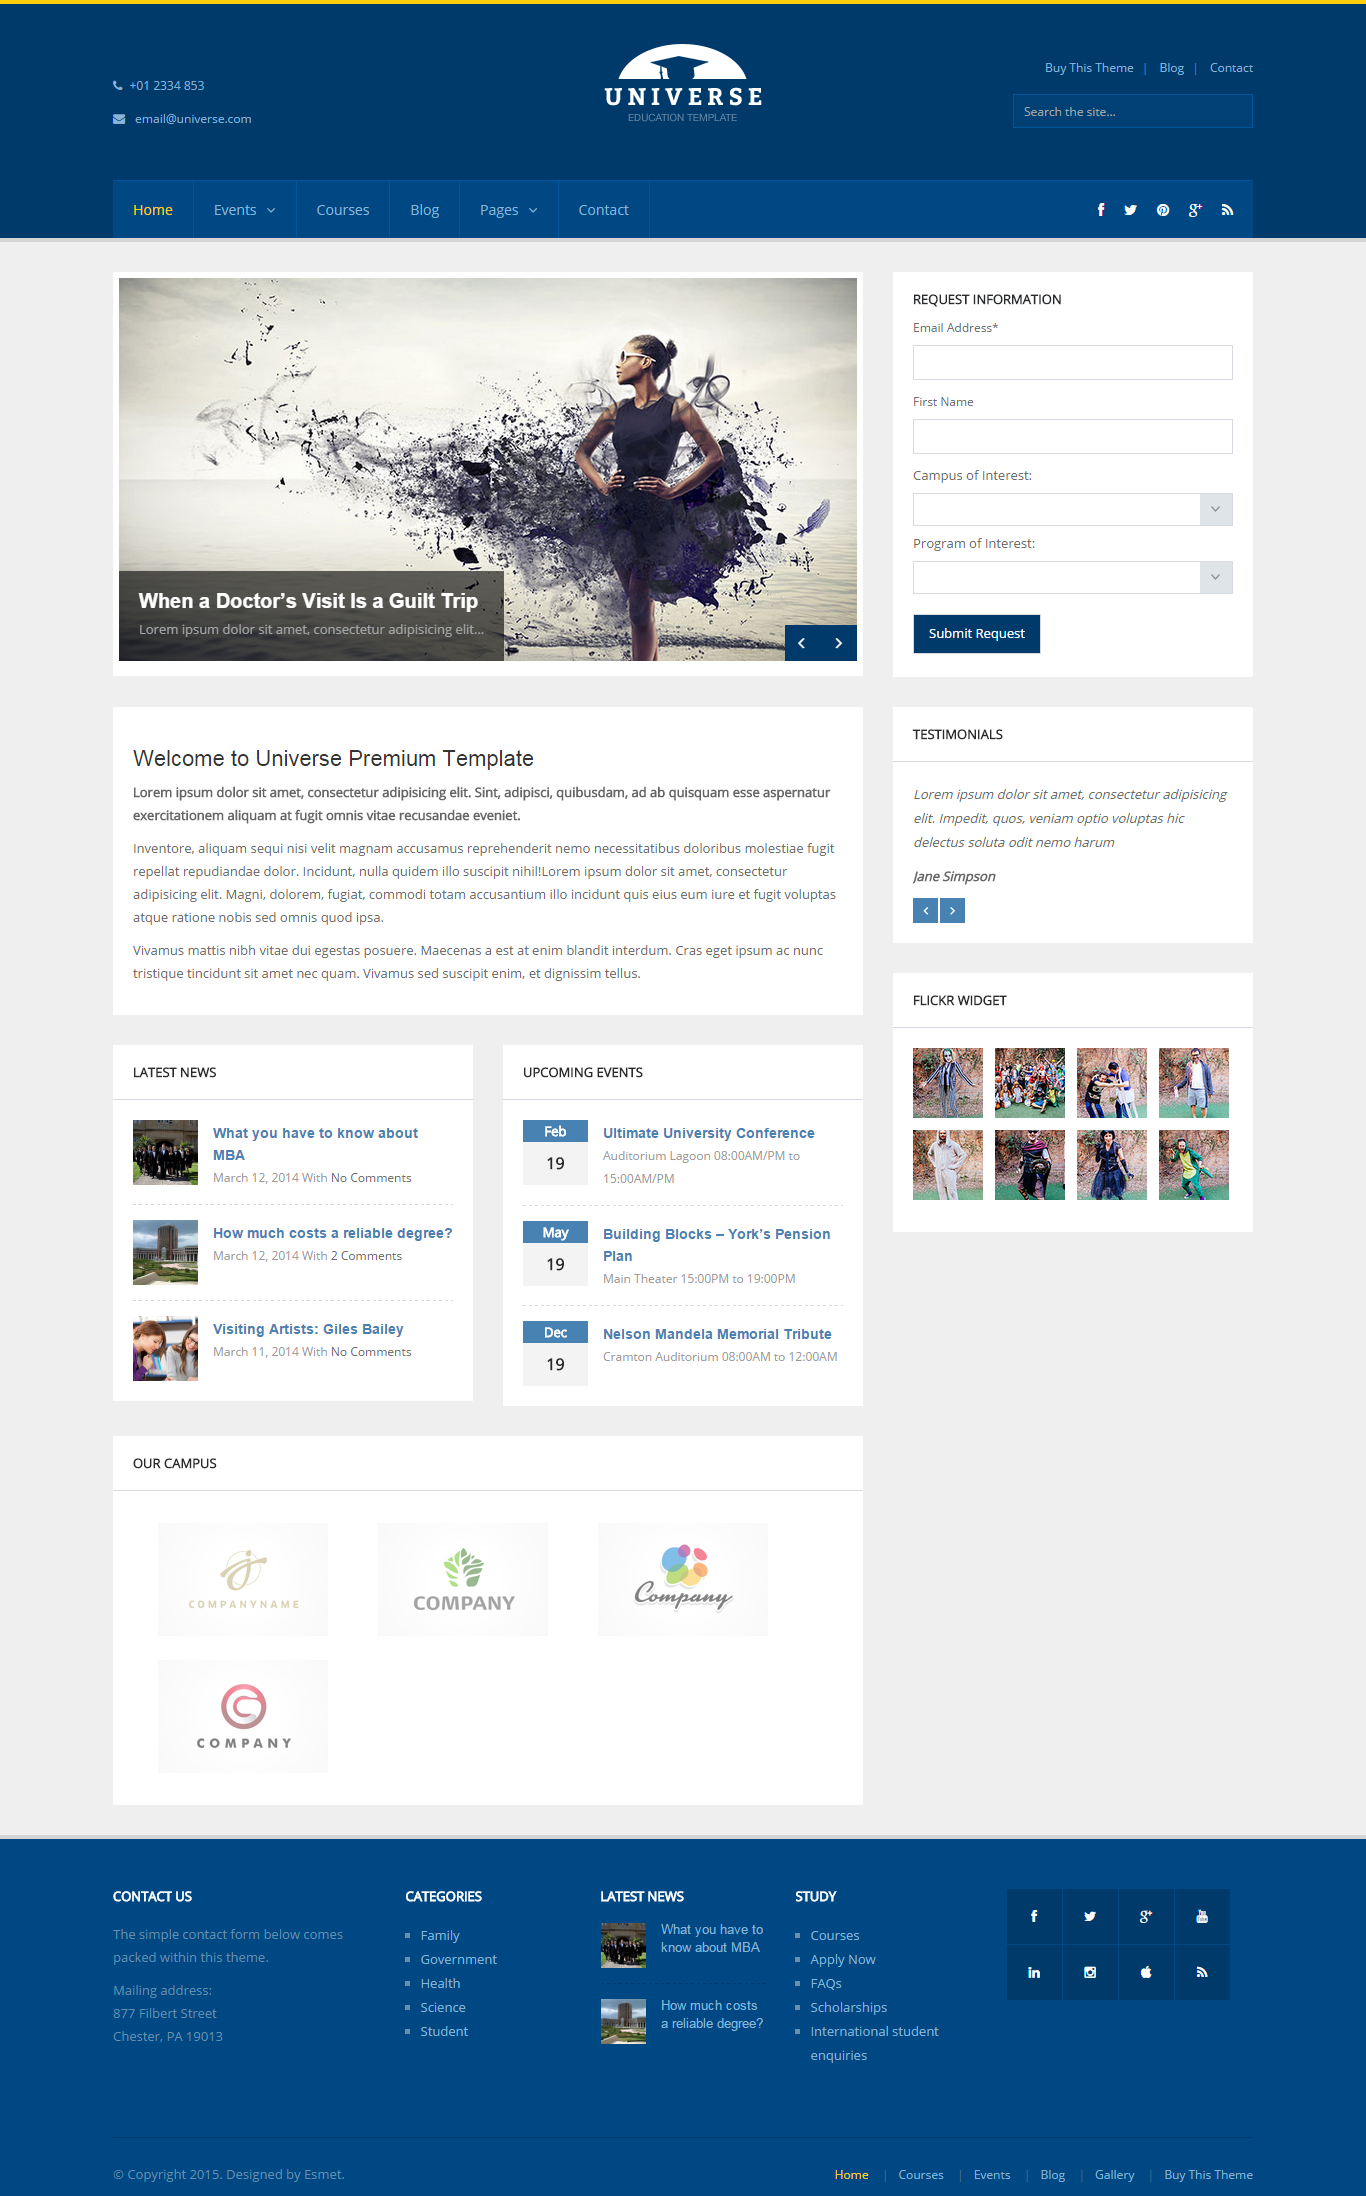 +01 2334 853
email@universe.com
UNIVERSE
EDUCATION TEMPLATE
Buy This Theme | Blog | Contact
Search the site...
Home Events Courses Blog Pages Contact
When a Doctor's Visit Is a Guilt Trip
Lorem ipsum dolor sit amet, consectetur adipisicing elit...
REQUEST INFORMATION
Email Address*
First Name
Campus of Interest:
Program of Interest:
Submit Request
Welcome to Universe Premium Template
Lorem ipsum dolor sit amet, consectetur adipisicing elit. Sint, adipisci, quibusdam, ad ab quisquam esse aspernatur
exercitationem aliquam at fugit omnis vitae recusandae eveniet.
Inventore, aliquam sequi nisi velit magnam accusamus reprehenderit nemo necessitatibus doloribus molestiae fugit
repellat repudiandae dolor. Incidunt, nulla quidem illo suscipit nihil!Lorem ipsum dolor sit amet, consectetur
adipisicing elit. Magni, dolorem, fugiat, commodi totam accusantium illo incidunt quis eius eum iure et fugit voluptas
atque ratione nobis sed omnis quod ipsa.
Vivamus mattis nibh vitae dui egestas posuere. Maecenas a est at enim blandit interdum. Cras eget ipsum ac nunc
tristique tincidunt sit amet nec quam. Vivamus sed suscipit enim, et dignissim tellus.
TESTIMONIALS
Lorem ipsum dolor sit amet, consectetur adipisicing
elit. Impedit, quos, veniam optio voluptas hic
delectus soluta odit nemo harum
Jane Simpson
FLICKR WIDGET
LATEST NEWS
What you have to know about
MBA
March 12, 2014 With No Comments
How much costs a reliable degree?
March 12, 2014 With 2 Comments
Visiting Artists: Giles Bailey
March 11, 2014 With No Comments
UPCOMING EVENTS
Feb
19
Ultimate University Conference
Auditorium Lagoon 08:00AM/PM to
15:00AM/PM
May
19
Building Blocks – York's Pension
Plan
Main Theater 15:00PM to 19:00PM
Dec
19
Nelson Mandela Memorial Tribute
Cramton Auditorium 08:00AM to 12:00AM
OUR CAMPUS
COMPANYNAME
COMPANY
Company
COMPANY
CONTACT US
The simple contact form below comes
packed within this theme.
Mailing address:
877 Filbert Street
Chester, PA 19013
CATEGORIES
Family
Government
Health
Science
Student
LATEST NEWS
What you have to
know about MBA
How much costs
a reliable degree?
STUDY
Courses
Apply Now
FAQs
Scholarships
International student
enquiries
© Copyright 2015. Designed by Esmet.
Home | Courses | Events | Blog | Gallery | Buy This Theme